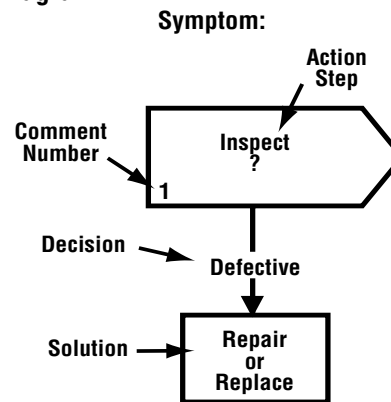 Symptom:
Action
Step
Comment
Number
Inspect
?
1
Decision
Defective
Solution
Repair
or
Replace